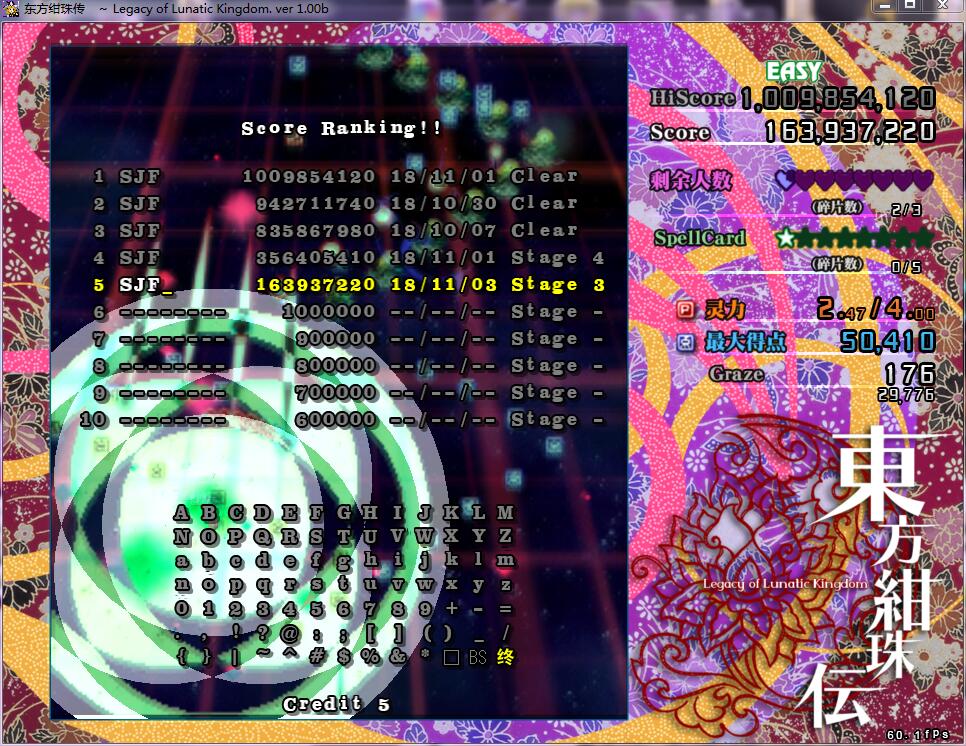 东方绀珠传 ~ Legacy of Lunatic Kingdom. ver 1.00b
Score Ranking!!
1 SJF 1009854120 18/11/01 Clear
2 SJF 942711740 18/10/30 Clear
3 SJF 835867980 18/10/07 Clear
4 SJF 356405410 18/11/01 Stage 4
5 SJF_ 163937220 18/11/03 Stage 3
6 -------- 1000000 --/--/-- Stage -
7 -------- 900000 --/--/-- Stage -
8 -------- 800000 --/--/-- Stage -
9 -------- 700000 --/--/-- Stage -
10 -------- 600000 --/--/-- Stage -
A B C D E F G H I J K L M
N O P Q R S T U V W X Y Z
a b c d e f g h i j k l m
n o p q r s t u v w x y z
0 1 2 3 4 5 6 7 8 9 + - =
. , ! ? @ : ; [ ] ( ) _ /
{ } | ~ ^ # $ % & * □ BS 终
Credit 5
EASY
HiScore 1,009,854,120
Score 163,937,220
剩余人数
(碎片数) 2/3
SpellCard
(碎片数) 0/5
P 灵力 2.47/4.00
最大得点 50,410
Graze 176
29,776
東方紺珠伝
Legacy of Lunatic Kingdom
60.1fps